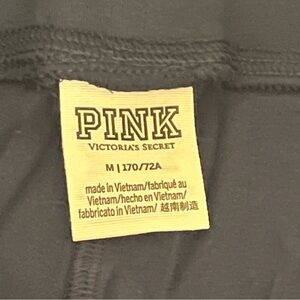 PINK
VICTORIA'S SECRET
M | 170/72A
made in Vietnam/fabriqué au
Vietnam/hecho en Vietnam/
fabbricato in Vietnam/ 越南制造